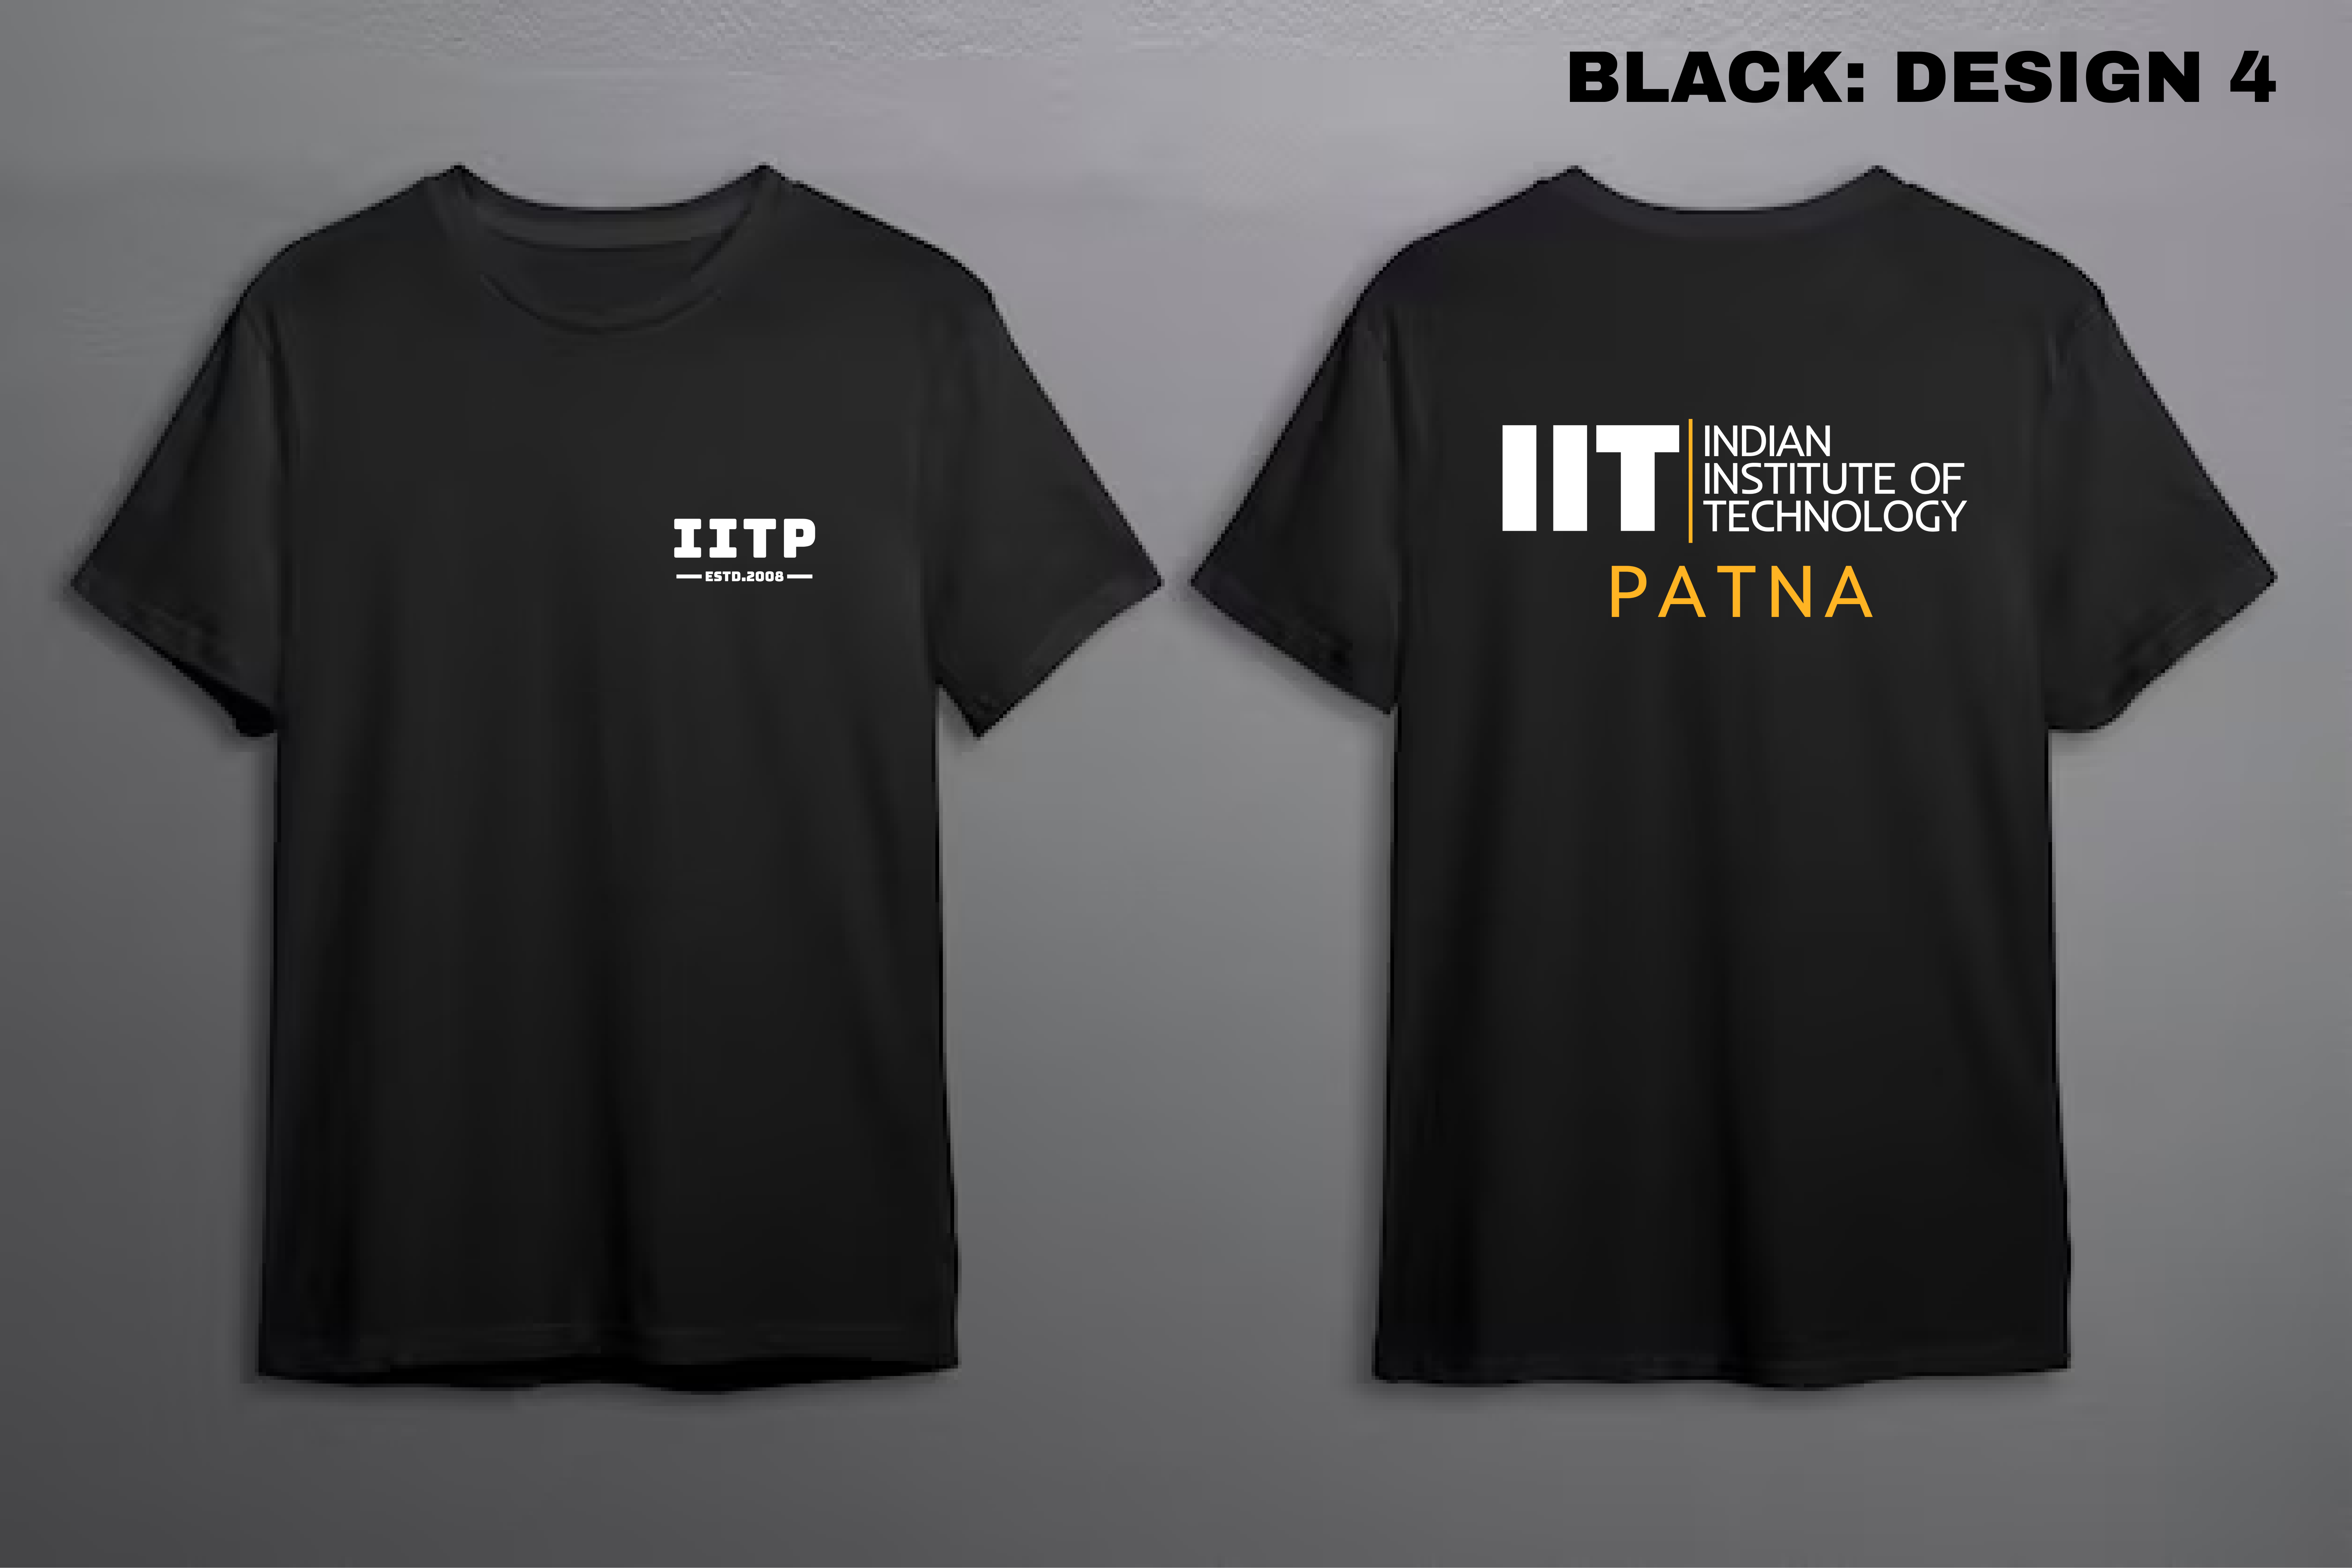 BLACK: DESIGN 4
IITP
ESTD.2008
IIT
INDIAN
INSTITUTE OF
TECHNOLOGY
PATNA